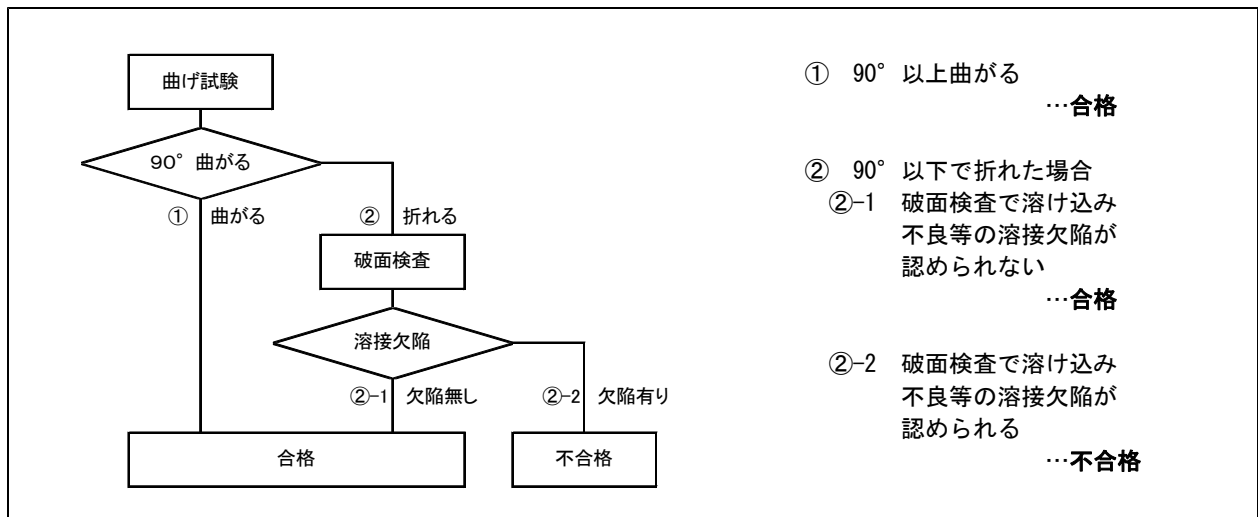 曲げ試験
90°曲がる
① 曲がる
② 折れる
破面検査
溶接欠陥
②-1 欠陥無し
②-2 欠陥有り
合格
不合格
① 90°以上曲がる
…合格
② 90°以下で折れた場合
②-1 破面検査で溶け込み
不良等の溶接欠陥が
認められない
…合格
②-2 破面検査で溶け込み
不良等の溶接欠陥が
認められる
…不合格